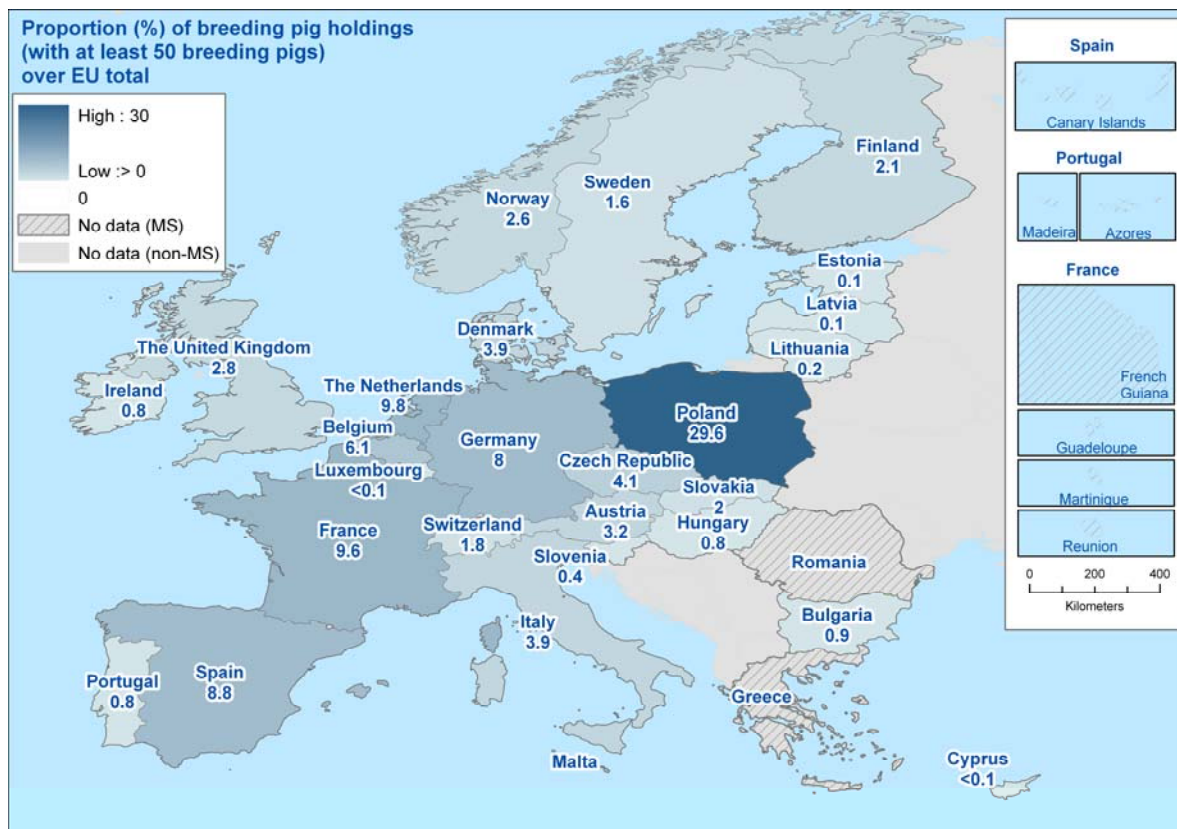 Proportion (%) of breeding pig holdings
(with at least 50 breeding pigs)
over EU total
High : 30
Low :> 0
0
No data (MS)
No data (non-MS)
Finland
2.1
Sweden
1.6
Norway
2.6
Estonia
0.1
Latvia
0.1
Lithuania
0.2
Denmark
3.9
The United Kingdom
2.8
Ireland
0.8
The Netherlands
9.8
Belgium
6.1
Luxembourg
<0.1
Germany
8
Poland
29.6
Czech Republic
4.1
Slovakia
2
Austria
3.2
Hungary
0.8
Switzerland
1.8
Slovenia
0.4
France
9.6
Romania
Bulgaria
0.9
Italy
3.9
Spain
8.8
Portugal
0.8
Greece
Malta
Cyprus
<0.1
Spain
Canary Islands
Portugal
Madeira
Azores
France
French
Guiana
Guadeloupe
Martinique
Reunion
0 200 400
Kilometers